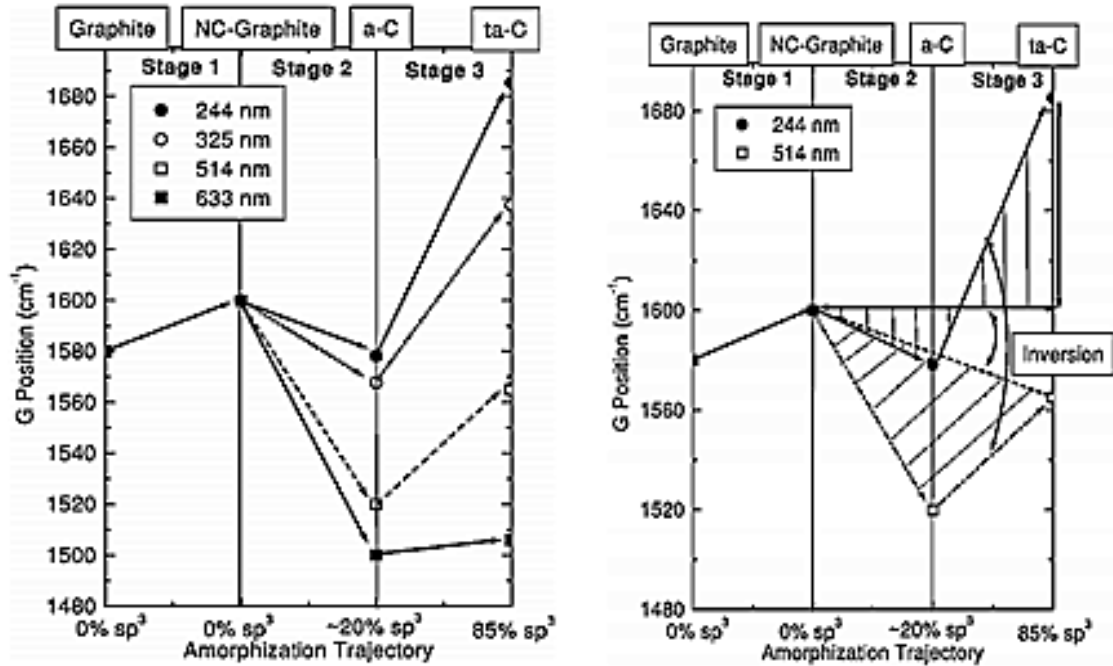 Graphite NC-Graphite a-C ta-C
Stage 1 Stage 2 Stage 3
244 nm
325 nm
514 nm
633 nm
G Position (cm⁻¹)
1680
1660
1640
1620
1600
1580
1560
1540
1520
1500
1480
0% sp³ 0% sp³ ~20% sp³ 85% sp³
Amorphization Trajectory
Graphite NC-Graphite a-C ta-C
Stage 1 Stage 2 Stage 3
244 nm
514 nm
G Position (cm⁻¹)
1680
1640
1600
1560
1520
1480
Inversion
0% sp³ 0% sp³ ~20% sp³ 85% sp³
Amorphization Trajectory